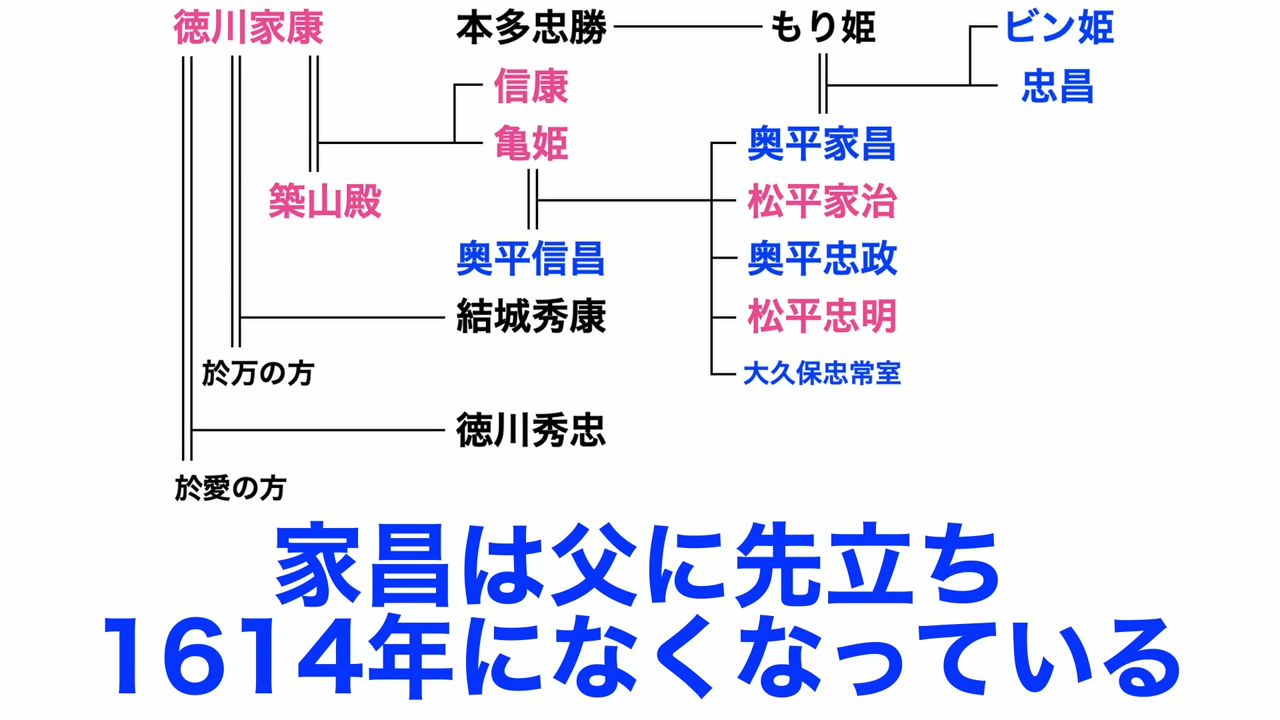 徳川家康 本多忠勝 もり姫 ビン姫
信康 忠昌
亀姫 奥平家昌
築山殿 松平家治
奥平信昌 奥平忠政
結城秀康 松平忠明
於万の方 大久保忠常室
徳川秀忠
於愛の方
家昌は父に先立ち
1614年になくなっている